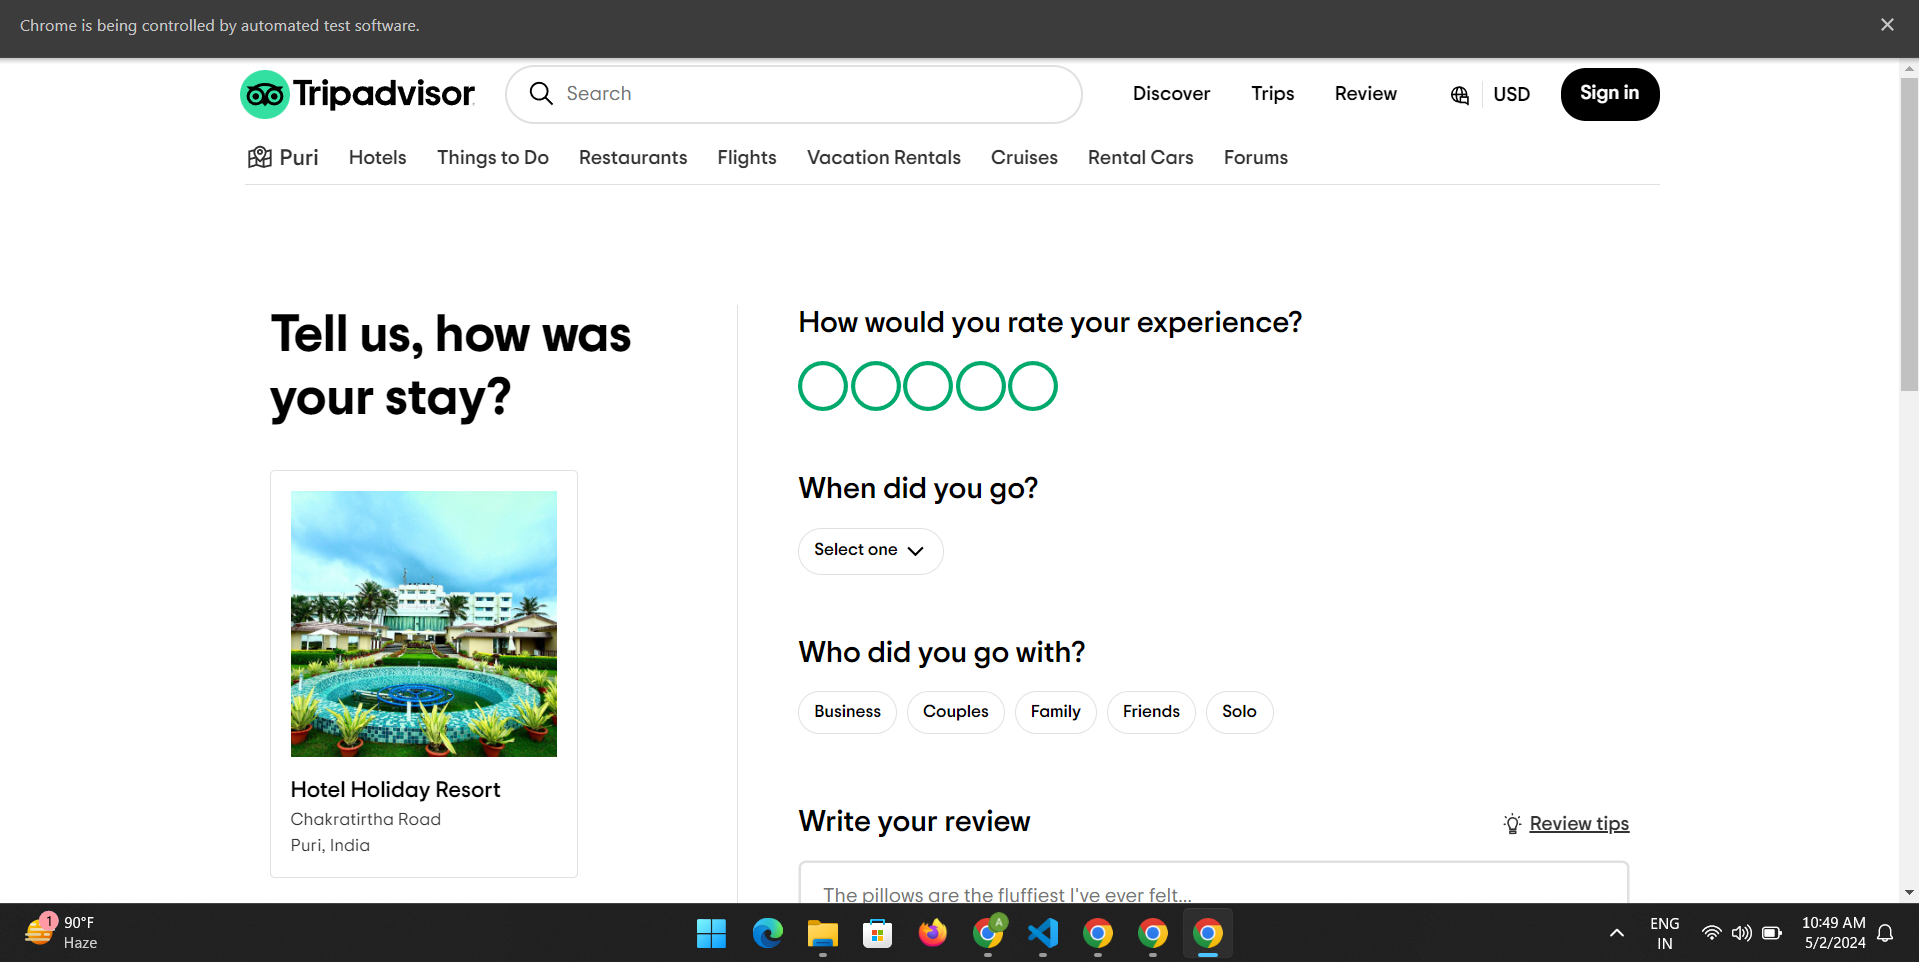 Chrome is being controlled by automated test software.
Tripadvisor
Search
Discover
Trips
Review
USD
Sign in
Puri
Hotels
Things to Do
Restaurants
Flights
Vacation Rentals
Cruises
Rental Cars
Forums
Tell us, how was
your stay?
Hotel Holiday Resort
Chakratirtha Road
Puri, India
How would you rate your experience?
When did you go?
Select one
Who did you go with?
Business
Couples
Family
Friends
Solo
Write your review
Review tips
The pillows are the fluffiest I've ever felt...
1
90°F
Haze
A
ENG
IN
10:49 AM
5/2/2024